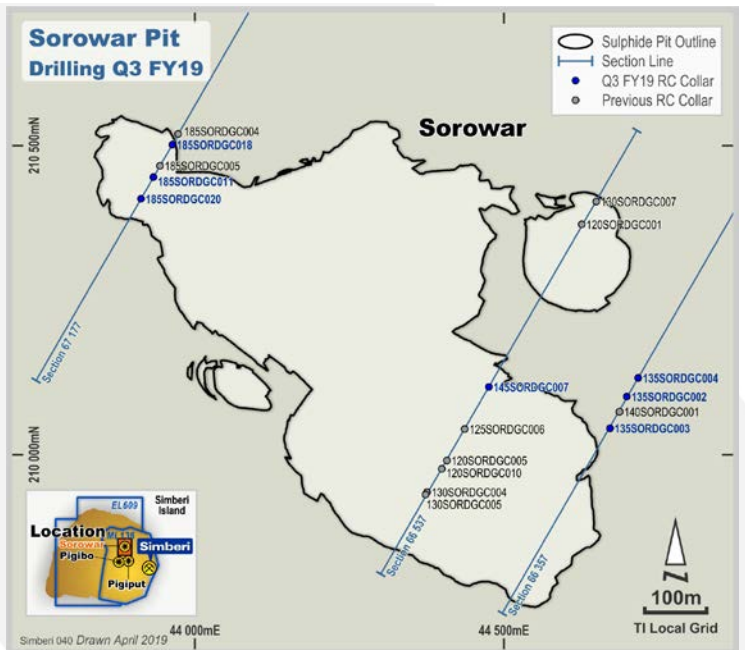 Sorowar Pit
Drilling Q3 FY19
Sulphide Pit Outline
Section Line
Q3 FY19 RC Collar
Previous RC Collar
Sorowar
210 500mN
185SORDGC004
185SORDGC018
185SORDGC005
185SORDGC011
185SORDGC020
130SORDGC007
120SORDGC001
Section 67 177
145SORDGC007
135SORDGC004
135SORDGC002
140SORDGC001
135SORDGC003
125SORDGC006
210 000mN
120SORDGC005
120SORDGC010
130SORDGC004
130SORDGC005
Section 66 537
Section 66 357
EL609
Simberi
Island
Location
Sorowar
Simberi
Pigibo
Pigiput
N
100m
TI Local Grid
Simberi 040 Drawn April 2019
44 000mE
44 500mE